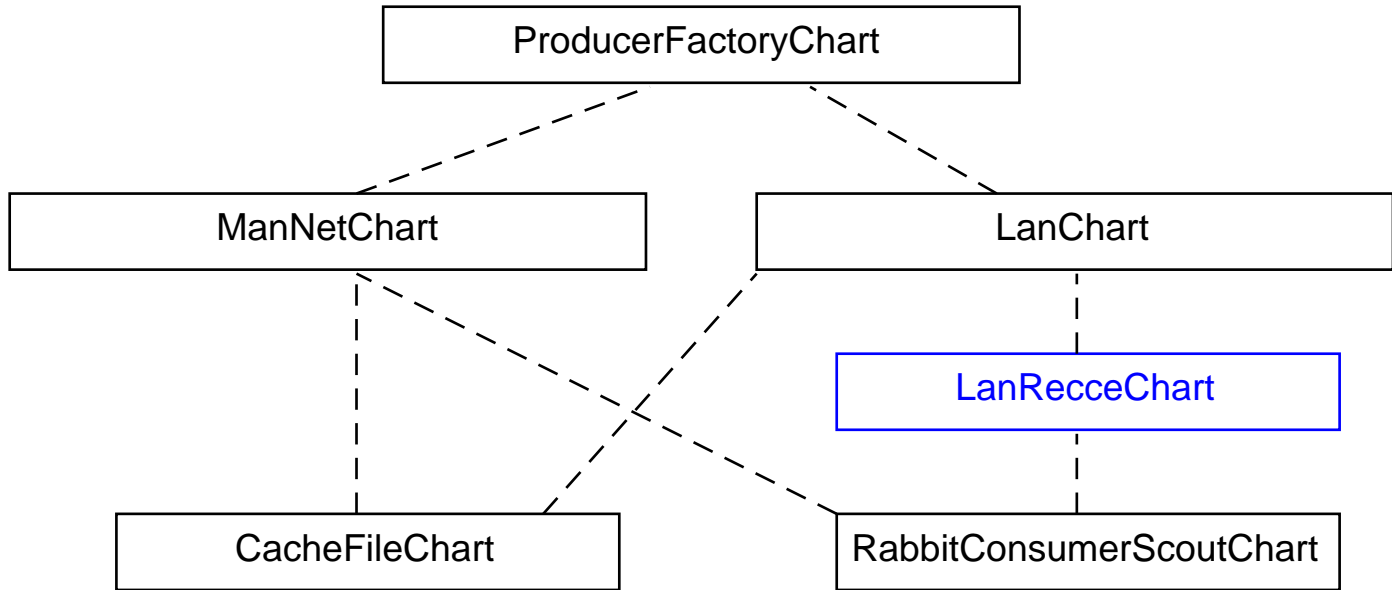 ProducerFactoryChart
ManNetChart
LanChart
LanRecceChart
CacheFileChart
RabbitConsumerScoutChart